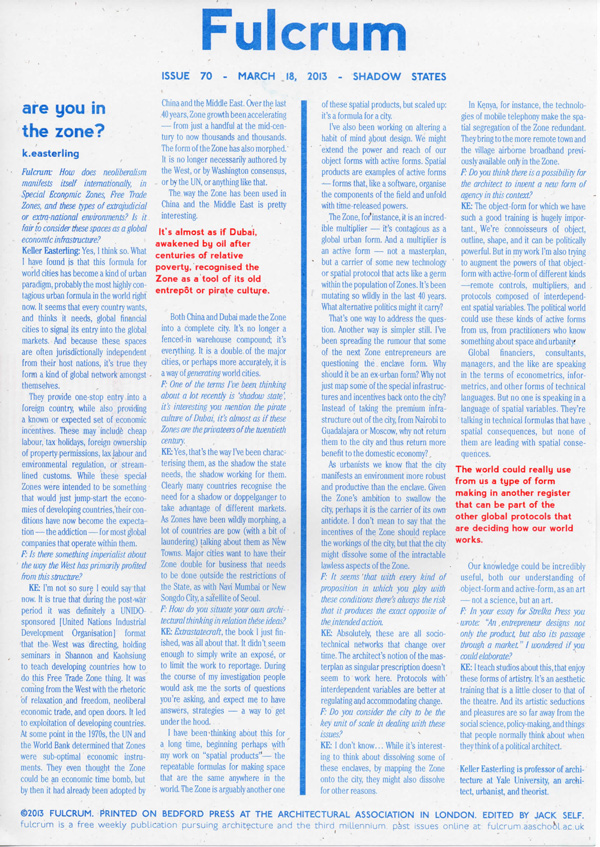 Fulcrum
ISSUE 70 - MARCH 18, 2013 - SHADOW STATES
are you in
the zone?
k.easterling
Fulcrum: How does neoliberalism
manifests itself internationally, in
Special Economic Zones, Free Trade
Zones, and these types of extrajudicial
or extra-national environments? Is it
fair to consider these spaces as a global
economic infrastructure?
Keller Easterling: Yes, I think so. What
I have found is that this formula for
world cities has become a kind of urban
paradigm, probably the most highly con-
tagious urban formula in the world right
now. It seems that every country wants,
and thinks it needs, global financial
cities to signal its entry into the global
markets. And because these spaces
are often jurisdictionally independent
from their host nations, it's true they
form a kind of global network amongst
themselves.
They provide one-stop entry into a
foreign country, while also providing
a known or expected set of economic
incentives. These may include cheap
labour, tax holidays, foreign ownership
of property permissions, lax labour and
environmental regulation, or stream-
lined customs. While these special
Zones were intended to be something
that would just jump-start the econo-
mies of developing countries, their con-
ditions have now become the expecta-
tion — the addiction — for most global
companies that operate within them.
F: Is there something imperialist about
the way the West has primarily profited
from this structure?
KE: I'm not so sure I could say that
now. It is true that during the post-war
period it was definitely a UNIDO-
sponsored [United Nations Industrial
Development Organisation] format
that the West was directing, holding
seminars in Shannon and Kaohsiung
to teach developing countries how to
do this Free Trade Zone thing. It was
coming from the West with the rhetoric
of relaxation and freedom, neoliberal
economic trade, and open doors. It led
to exploitation of developing countries.
At some point in the 1970s, the UN and
the World Bank determined that Zones
were sub-optimal economic instru-
ments. They even thought the Zone
could be an economic time bomb, but
by then it had already been adopted by
China and the Middle East. Over the last
40 years, Zone growth been accelerating
— from just a handful at the mid-cen-
tury to now thousands and thousands.
The form of the Zone has also morphed.
It is no longer necessarily authored by
the West, or by Washington consensus,
or by the UN, or anything like that.
The way the Zone has been used in
China and the Middle East is pretty
interesting.
It's almost as if Dubai,
awakened by oil after
centuries of relative
poverty, recognised the
Zone as a tool of its old
entrepôt or pirate culture.
Both China and Dubai made the Zone
into a complete city. It's no longer a
fenced-in warehouse compound; it's
everything. It is a double of the major
cities, or perhaps more accurately, it is
a way of generating world cities.
F: One of the terms I've been thinking
about a lot recently is 'shadow state',
it's interesting you mention the pirate
culture of Dubai, it's almost as if these
Zones are the privateers of the twentieth
century.
KE: Yes, that's the way I've been charac-
terising them, as the shadow the state
needs, the shadow working for them.
Clearly many countries recognise the
need for a shadow or doppelganger to
take advantage of different markets.
As Zones have been wildly morphing, a
lot of countries are now (with a bit of
laundering) talking about them as New
Towns. Major cities want to have their
Zone double for business that needs
to be done outside the restrictions of
the State, as with Navi Mumbai or New
Songdo City, a satellite of Seoul.
F: How do you situate your own archi-
tectural thinking in relation these ideas?
KE: Extrastatecraft, the book I just fin-
ished, was all about that. It didn't seem
enough to simply write an exposé, or
to limit the work to reportage. During
the course of my investigation people
would ask me the sorts of questions
you're asking, and expect me to have
answers, strategies — a way to get
under the hood.
I have been thinking about this for
a long time, beginning perhaps with
my work on "spatial products"— the
repeatable formulas for making space
that are the same anywhere in the
world. The Zone is arguably another one
of these spatial products, but scaled up:
it's a formula for a city.
I've also been working on altering a
habit of mind about design. We might
extend the power and reach of our
object forms with active forms. Spatial
products are examples of active forms
— forms that, like a software, organise
the components of the field and unfold
with time-released powers.
The Zone, for instance, it is an incred-
ible multiplier — it's contagious as a
global urban form. And a multiplier is
an active form — not a masterplan,
but a carrier of some new technology
or spatial protocol that acts like a germ
within the population of Zones. It's been
mutating so wildly in the last 40 years.
What alternative politics might it carry?
That's one way to address the ques-
tion. Another way is simpler still. I've
been spreading the rumour that some
of the next Zone entrepreneurs are
questioning the enclave form. Why
should it be an ex-urban form? Why not
just map some of the special infrastruc-
tures and incentives back onto the city?
Instead of taking the premium infra-
structure out of the city, from Nairobi to
Guadalajara or Moscow, why not return
them to the city and thus return more
benefit to the domestic economy?
As urbanists we know that the city
manifests an environment more robust
and productive than the enclave. Given
the Zone's ambition to swallow the
city, perhaps it is the carrier of its own
antidote. I don't mean to say that the
incentives of the Zone should replace
the workings of the city, but that the city
might dissolve some of the intractable
lawless aspects of the Zone.
F: It seems that with every kind of
proposition in which you play with
these conditions there's always the risk
that it produces the exact opposite of
the intended action.
KE: Absolutely, these are all socio-
technical networks that change over
time. The architect's notion of the mas-
terplan as singular prescription doesn't
seem to work here. Protocols with
interdependent variables are better at
regulating and accommodating change.
F: Do you consider the city to be the
key unit of scale in dealing with these
issues?
KE: I don't know… While it's interest-
ing to think about dissolving some of
these enclaves, by mapping the Zone
onto the city, they might also dissolve
for other reasons.
In Kenya, for instance, the technolo-
gies of mobile telephony make the spa-
tial segregation of the Zone redundant.
They bring to the more remote town and
the village airborne broadband previ-
ously available only in the Zone.
F: Do you think there is a possibility for
the architect to invent a new form of
agency in this context?
KE: The object-form for which we have
such a good training is hugely impor-
tant. We're connoisseurs of object,
outline, shape, and it can be politically
powerful. But in my work I'm also trying
to augment the powers of that object-
form with active-form of different kinds
—remote controls, multipliers, and
protocols composed of interdepend-
ent spatial variables. The political world
could use these kinds of active forms
from us, from practitioners who know
something about space and urbanity.
Global financiers, consultants,
managers, and the like are speaking
in the terms of econometrics, infor-
metrics, and other forms of technical
languages. But no one is speaking in a
language of spatial variables. They're
talking in technical formulas that have
spatial consequences, but none of
them are leading with spatial conse-
quences.
The world could really use
from us a type of form
making in another register
that can be part of the
other global protocols that
are deciding how our world
works.
Our knowledge could be incredibly
useful, both our understanding of
object-form and active-form, as an art
— not a science, but an art.
F: In your essay for Strelka Press you
wrote: "An entrepreneur designs not
only the product, but also its passage
through a market." I wondered if you
could elaborate?
KE: I teach studios about this, that enjoy
these forms of artistry. It's an aesthetic
training that is a little closer to that of
the theatre. And its artistic seductions
and pleasures are so far away from the
social science, policy-making, and things
that people normally think about when
they think of a political architect.
Keller Easterling is professor of archi-
tecture at Yale University, an archi-
tect, urbanist, and theorist.
©2013 FULCRUM. PRINTED ON BEDFORD PRESS AT THE ARCHITECTURAL ASSOCIATION IN LONDON. EDITED BY JACK SELF.
fulcrum is a free weekly publication pursuing architecture and the third millennium. past issues online at: fulcrum.aaschool.ac.uk